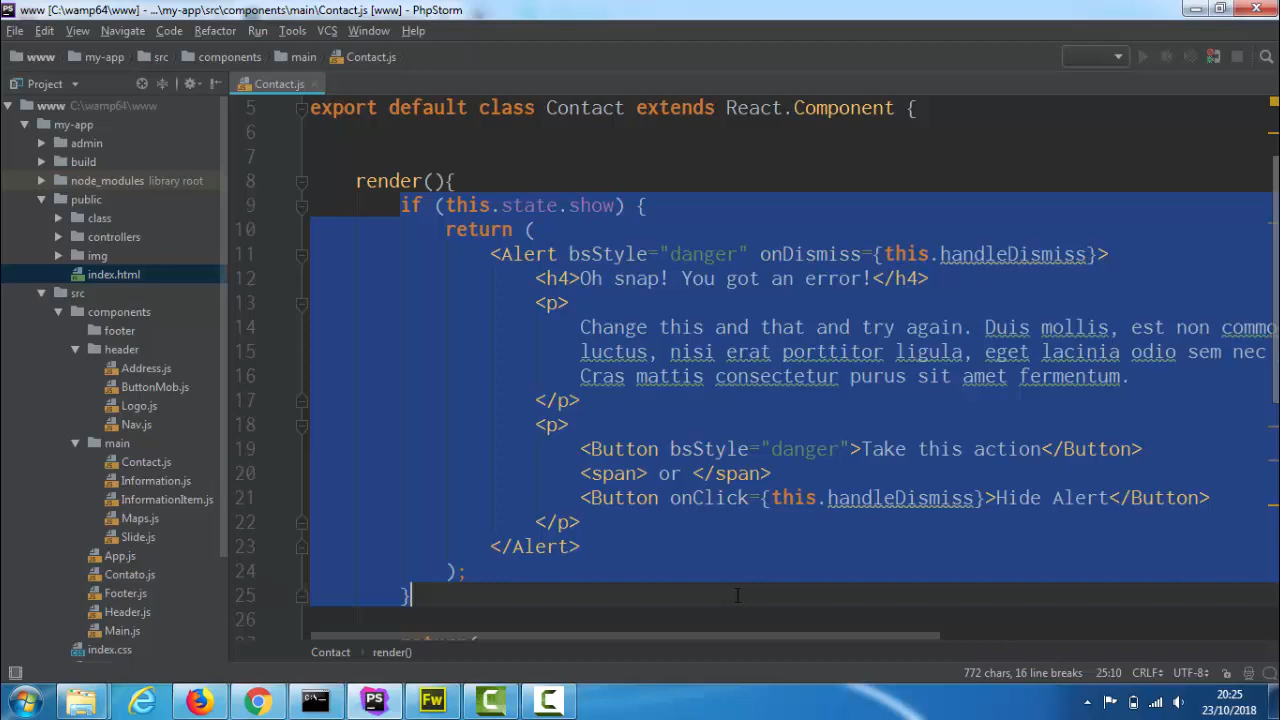 www [C:\wamp64\www] - ...\my-app\src\components\main\Contact.js [www] - PhpStorm
File Edit View Navigate Code Refactor Run Tools VCS Window Help
www my-app src components main Contact.js
Project Contact.js
www C:\wamp64\www
my-app
admin
build
node_modules library root
public
class
controllers
img
index.html
src
components
footer
header
Address.js
ButtonMob.js
Logo.js
Nav.js
main
Contact.js
Information.js
InformationItem.js
Maps.js
Slide.js
App.js
Contato.js
Footer.js
Header.js
Main.js
index.css
5 export default class Contact extends React.Component {
6
7
8 render(){
9 if (this.state.show) {
10 return (
11 <Alert bsStyle="danger" onDismiss={this.handleDismiss}>
12 <h4>Oh snap! You got an error!</h4>
13 <p>
14 Change this and that and try again. Duis mollis, est non commo
15 luctus, nisi erat porttitor ligula, eget lacinia odio sem nec
16 Cras mattis consectetur purus sit amet fermentum.
17 </p>
18 <p>
19 <Button bsStyle="danger">Take this action</Button>
20 <span> or </span>
21 <Button onClick={this.handleDismiss}>Hide Alert</Button>
22 </p>
23 </Alert>
24 );
25 }
26
Contact render()
772 chars, 16 line breaks 25:10 CRLF UTF-8
PS Fw C C
20:25
23/10/2018